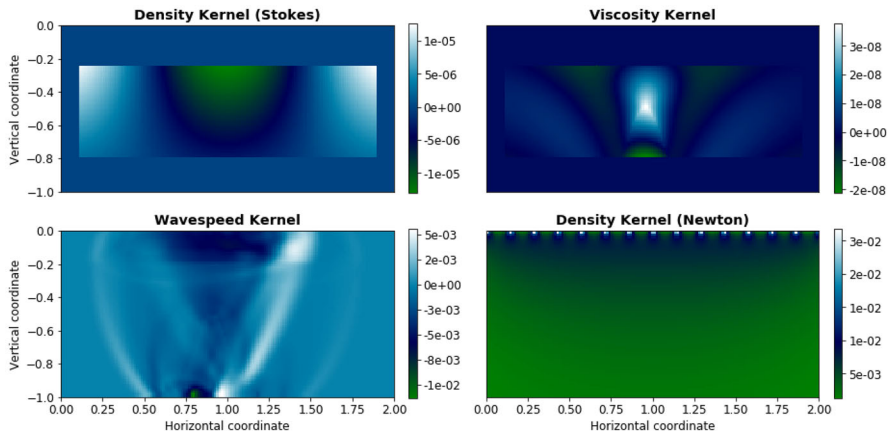 Density Kernel (Stokes)
Viscosity Kernel
0.0
−0.2
−0.4
−0.6
−0.8
−1.0
Vertical coordinate
1e-05
5e-06
0e+00
-5e-06
-1e-05
3e-08
2e-08
1e-08
0e+00
-1e-08
-2e-08
Wavespeed Kernel
Density Kernel (Newton)
0.0
−0.2
−0.4
−0.6
−0.8
−1.0
Vertical coordinate
5e-03
2e-03
0e+00
-3e-03
-5e-03
-8e-03
-1e-02
3e-02
2e-02
2e-02
1e-02
1e-02
5e-03
0.00 0.25 0.50 0.75 1.00 1.25 1.50 1.75 2.00
Horizontal coordinate
0.00 0.25 0.50 0.75 1.00 1.25 1.50 1.75 2.00
Horizontal coordinate